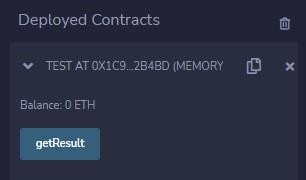 Deployed Contracts
TEST AT 0X1C9...2B4BD (MEMORY
Balance: 0 ETH
getResult